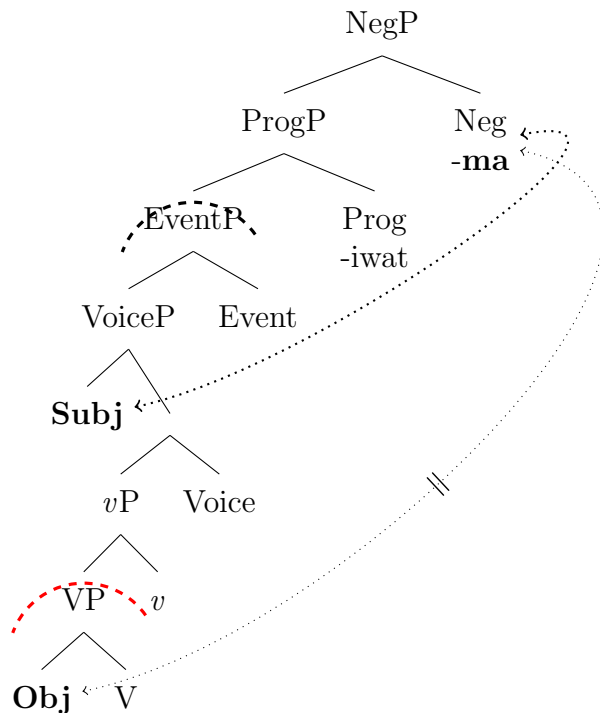 NegP
ProgP Neg
-ma
EventP Prog
-iwat
VoiceP Event
Subj
vP Voice
VP v
Obj V